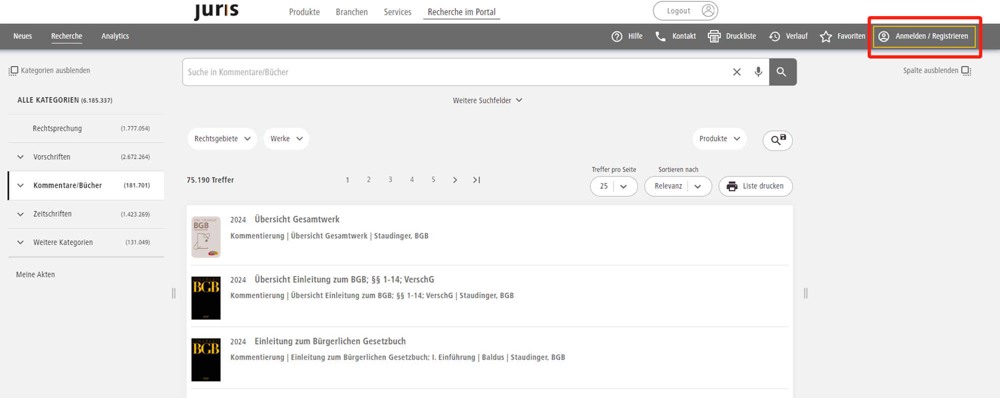 juris
Produkte Branchen Services Recherche im Portal Logout
Neues Recherche Analytics Hilfe Kontakt Druckliste Verlauf Favoriten Anmelden / Registrieren
Kategorien ausblenden
Suche in Kommentare/Bücher
Spalte ausblenden
ALLE KATEGORIEN (6.185.337)
Weitere Suchfelder
Rechtsprechung (1.777.054)
Vorschriften (2.672.264)
Kommentare/Bücher (181.701)
Zeitschriften (1.423.269)
Weitere Kategorien (131.049)
Meine Akten
Rechtsgebiete Werke Produkte
75.190 Treffer 1 2 3 4 5
Treffer pro Seite Sortieren nach
25 Relevanz Liste drucken
JURIS STAUDINGER
BGB
2024 Übersicht Gesamtwerk
Kommentierung | Übersicht Gesamtwerk | Staudinger, BGB
STAUDINGER
BGB
2024 Übersicht Einleitung zum BGB; §§ 1-14; VerschG
Kommentierung | Übersicht Einleitung zum BGB; §§ 1-14; VerschG | Staudinger, BGB
STAUDINGER
BGB
2024 Einleitung zum Bürgerlichen Gesetzbuch
Kommentierung | Einleitung zum Bürgerlichen Gesetzbuch; I. Einführung | Baldus | Staudinger, BGB